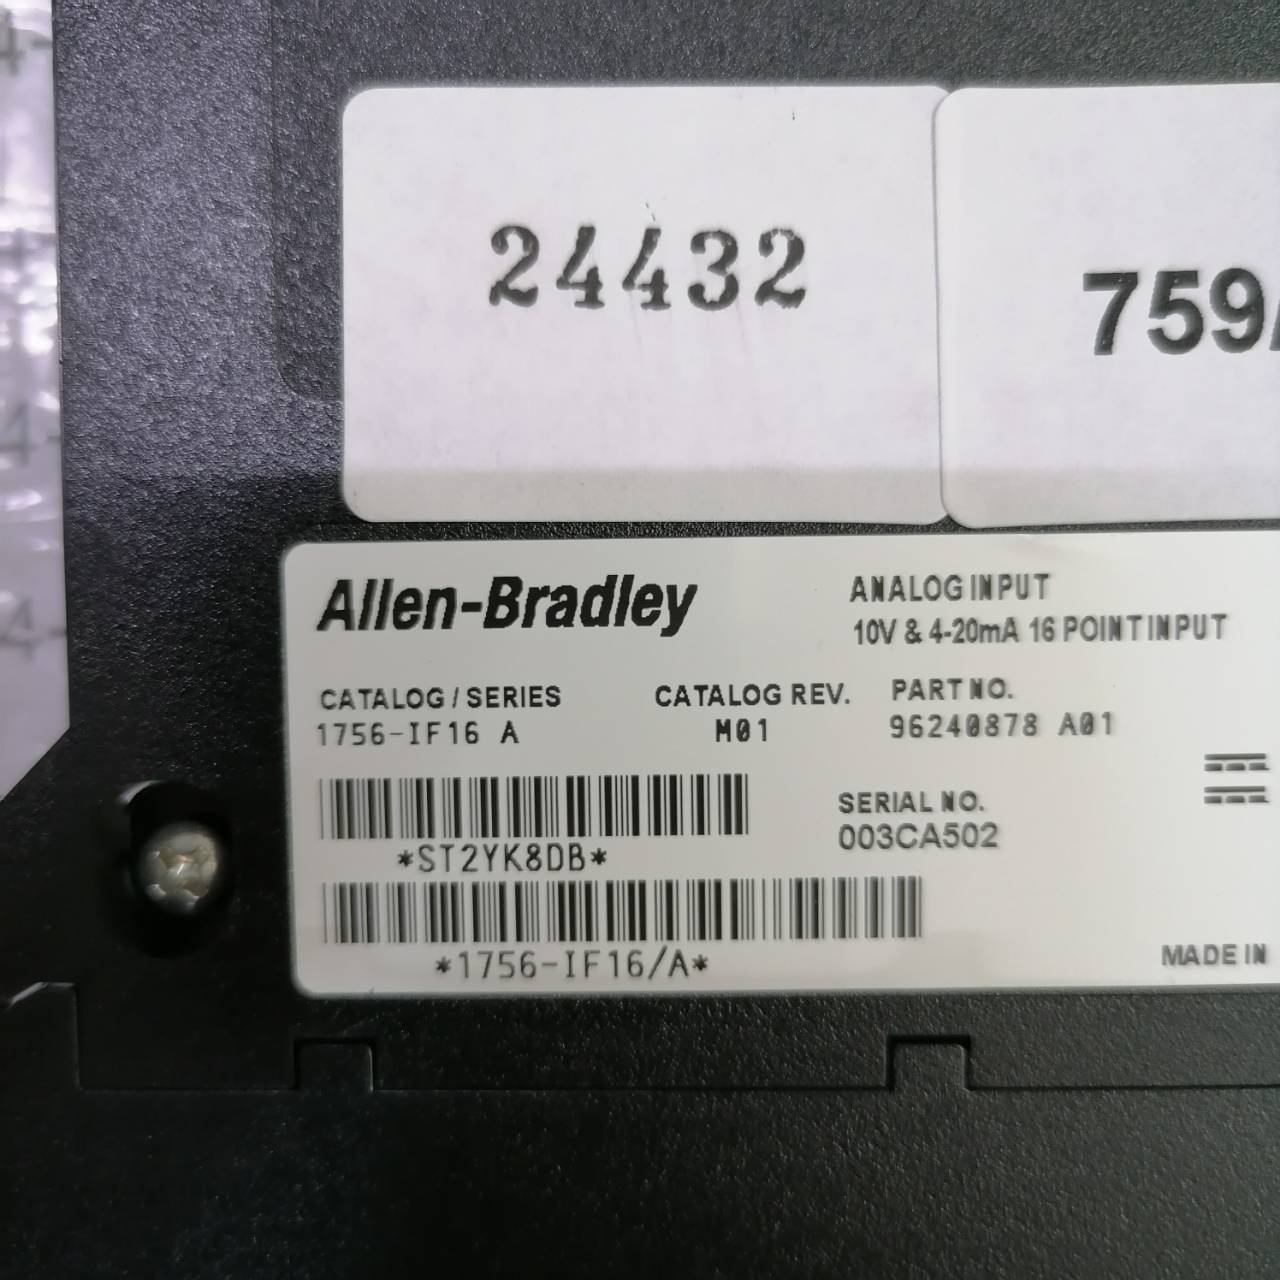 24432
759
Allen-Bradley
ANALOG INPUT
10V & 4-20mA 16 POINT INPUT
CATALOG / SERIES
CATALOG REV.
PART NO.
1756-IF16 A
M01
96240878 A01
SERIAL NO.
003CA502
*ST2YK8DB*
*1756-IF16/A*
MADE IN